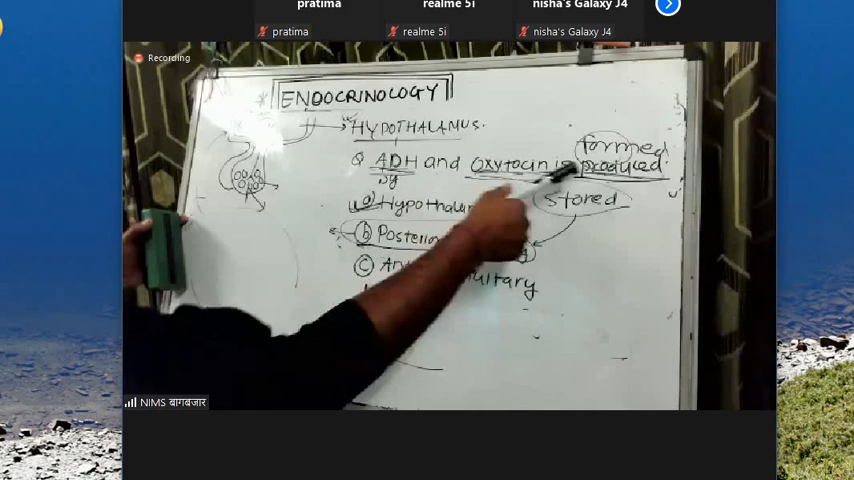 pratima
realme 5i
nisha's Galaxy J4
pratima
realme 5i
nisha's Galaxy J4
Recording
ENDOCRINOLOGY
HYPOTHALAMUS.
formed
Q ADH and oxytocin is produced
by
stored
a) Hypothalam
b Posterio
c An uitary
NIMS बागबजार